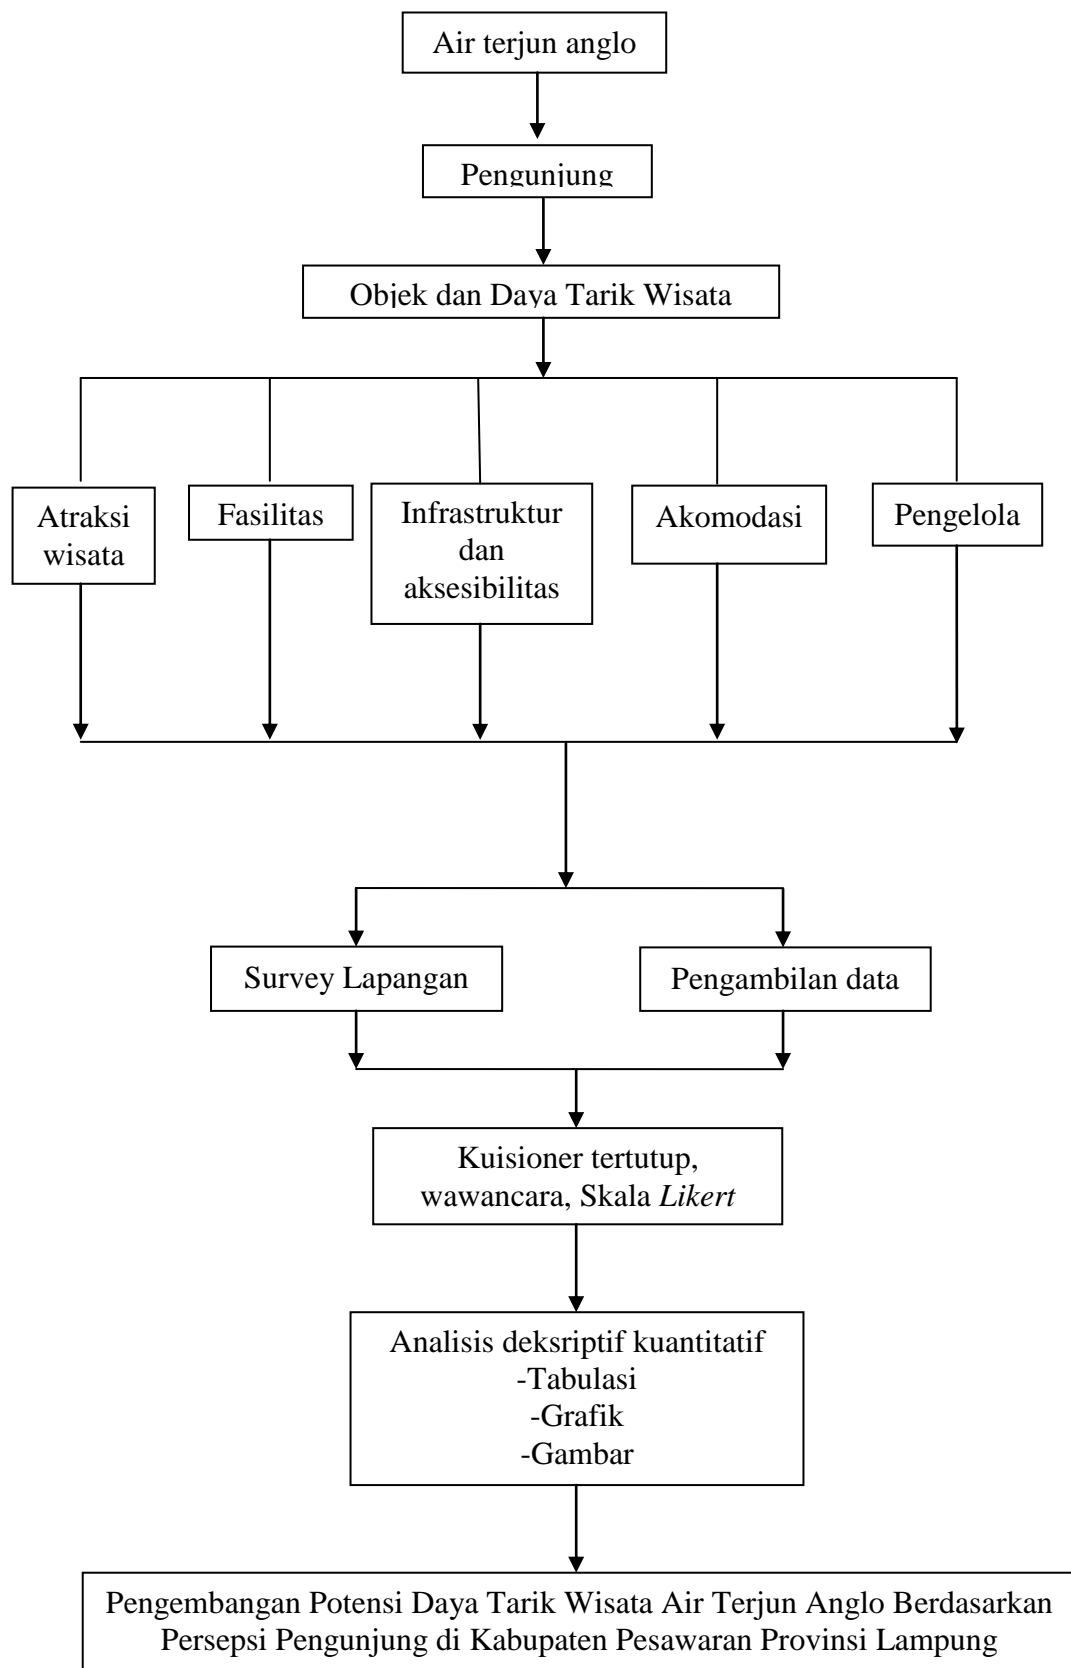 Air terjun anglo
Pengunjung
Objek dan Daya Tarik Wisata
Atraksi
wisata
Fasilitas
Infrastruktur
dan
aksesibilitas
Akomodasi
Pengelola
Survey Lapangan
Pengambilan data
Kuisioner tertutup,
wawancara, Skala Likert
Analisis deksriptif kuantitatif
-Tabulasi
-Grafik
-Gambar
Pengembangan Potensi Daya Tarik Wisata Air Terjun Anglo Berdasarkan
Persepsi Pengunjung di Kabupaten Pesawaran Provinsi Lampung